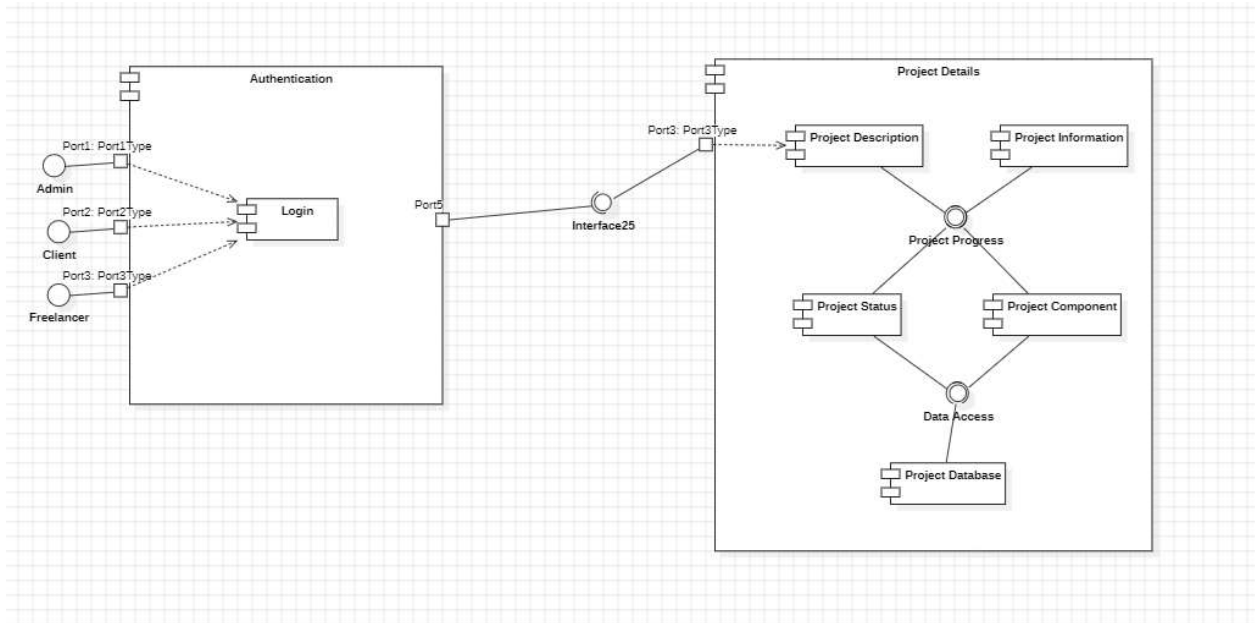 Authentication
Port1: Port1Type
Admin
Port2: Port2Type
Client
Port3: Port3Type
Freelancer
Login
Port5
Interface25
Project Details
Port3: Port3Type
Project Description
Project Information
Project Progress
Project Status
Project Component
Data Access
Project Database